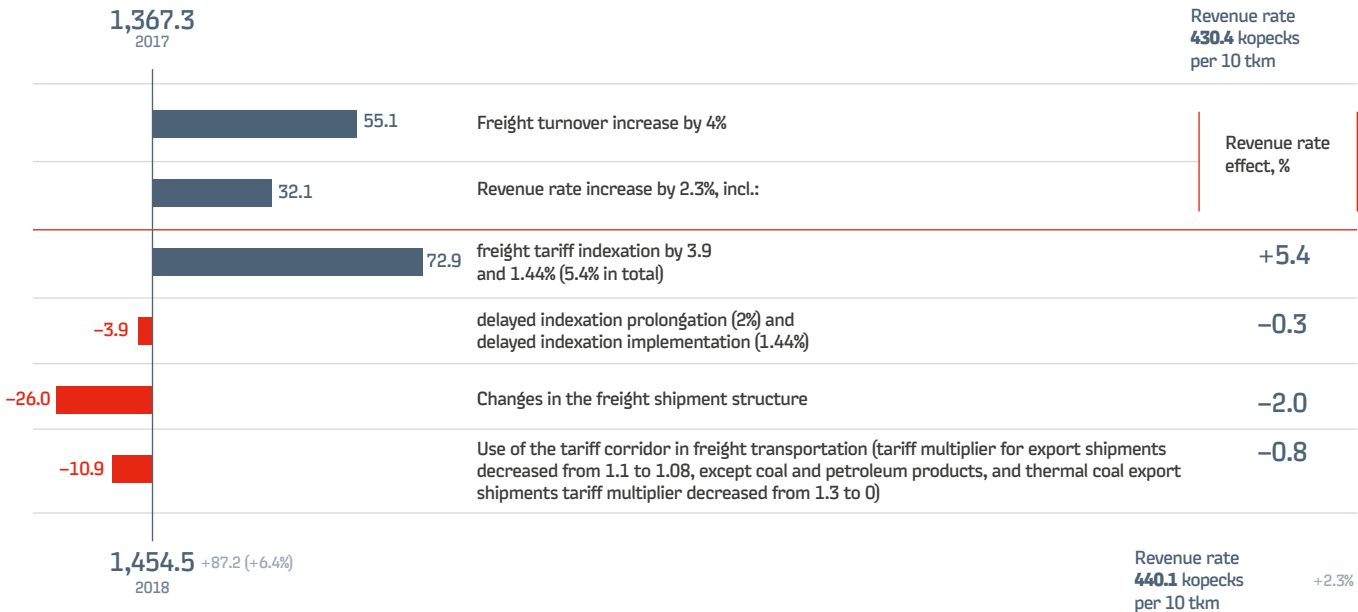 1,367.3
2017
Revenue rate
430.4 kopecks
per 10 tkm
55.1
Freight turnover increase by 4%
Revenue rate
effect, %
32.1
Revenue rate increase by 2.3%, incl.:
72.9
freight tariff indexation by 3.9
and 1.44% (5.4% in total)
+5.4
–3.9
delayed indexation prolongation (2%) and
delayed indexation implementation (1.44%)
–0.3
–26.0
Changes in the freight shipment structure
–2.0
–10.9
Use of the tariff corridor in freight transportation (tariff multiplier for export shipments
decreased from 1.1 to 1.08, except coal and petroleum products, and thermal coal export
shipments tariff multiplier decreased from 1.3 to 0)
–0.8
1,454.5 +87.2 (+6.4%)
2018
Revenue rate
440.1 kopecks
per 10 tkm
+2.3%